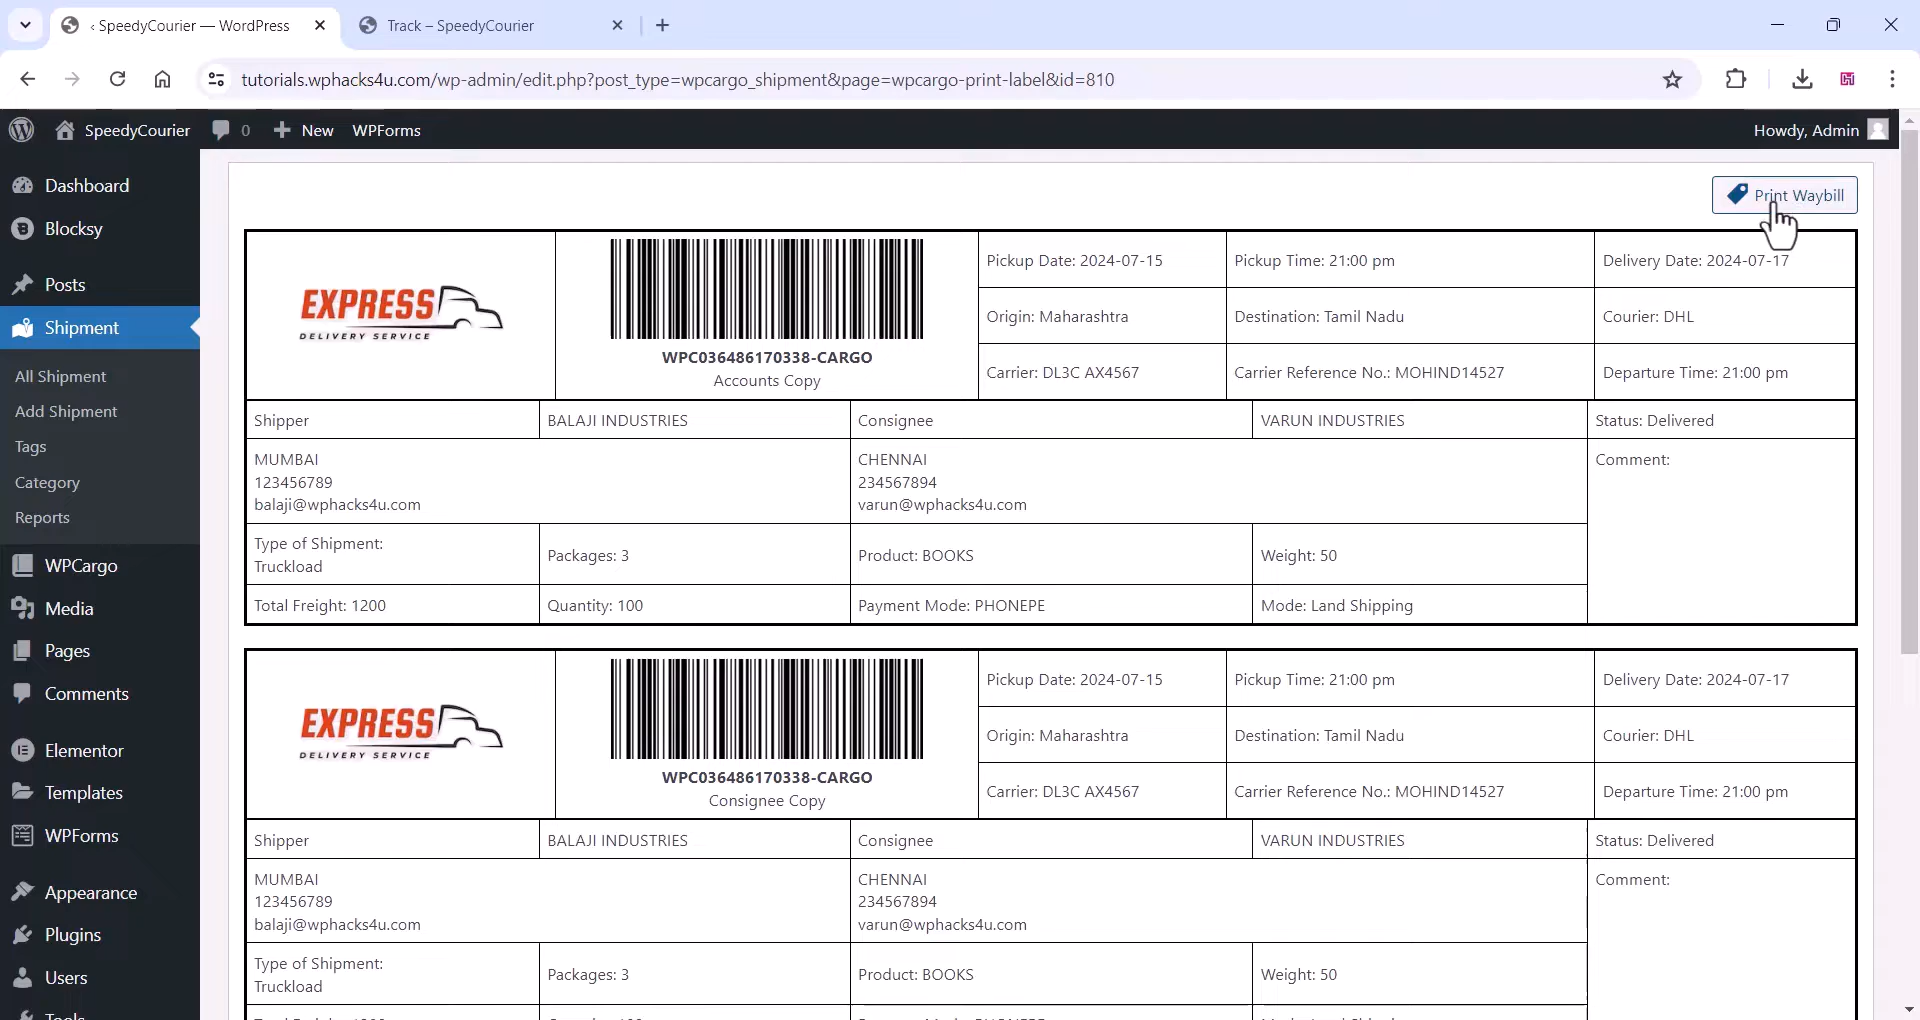 ‹ SpeedyCourier — WordPress
Track – SpeedyCourier
tutorials.wphacks4u.com/wp-admin/edit.php?post_type=wpcargo_shipment&page=wpcargo-print-label&id=810
SpeedyCourier
0
New
WPForms
Howdy, Admin
Dashboard
Blocksy
Posts
Shipment
All Shipment
Add Shipment
Tags
Category
Reports
WPCargo
Media
Pages
Comments
Elementor
Templates
WPForms
Appearance
Plugins
Users
Tools
Print Waybill
EXPRESS
DELIVERY SERVICE
WPC036486170338-CARGO
Accounts Copy
Pickup Date: 2024-07-15
Pickup Time: 21:00 pm
Delivery Date: 2024-07-17
Origin: Maharashtra
Destination: Tamil Nadu
Courier: DHL
Carrier: DL3C AX4567
Carrier Reference No.: MOHIND14527
Departure Time: 21:00 pm
Shipper
BALAJI INDUSTRIES
Consignee
VARUN INDUSTRIES
Status: Delivered
MUMBAI
123456789
balaji@wphacks4u.com
CHENNAI
234567894
varun@wphacks4u.com
Comment:
Type of Shipment:
Truckload
Packages: 3
Product: BOOKS
Weight: 50
Total Freight: 1200
Quantity: 100
Payment Mode: PHONEPE
Mode: Land Shipping
EXPRESS
DELIVERY SERVICE
WPC036486170338-CARGO
Consignee Copy
Pickup Date: 2024-07-15
Pickup Time: 21:00 pm
Delivery Date: 2024-07-17
Origin: Maharashtra
Destination: Tamil Nadu
Courier: DHL
Carrier: DL3C AX4567
Carrier Reference No.: MOHIND14527
Departure Time: 21:00 pm
Shipper
BALAJI INDUSTRIES
Consignee
VARUN INDUSTRIES
Status: Delivered
MUMBAI
123456789
balaji@wphacks4u.com
CHENNAI
234567894
varun@wphacks4u.com
Comment:
Type of Shipment:
Truckload
Packages: 3
Product: BOOKS
Weight: 50